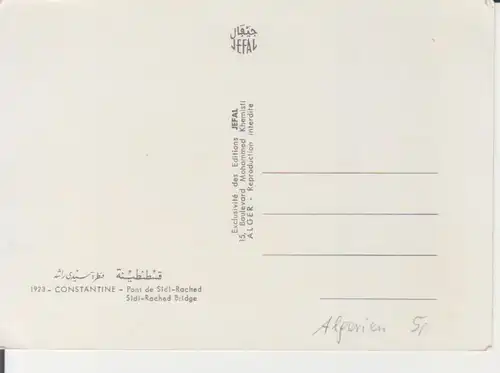 جيفال
JEFAL
Exclusivité des Editions JEFAL
15, Boulevard Mohammed Khemisti
ALGER - Reproduction interdite
قسنطينة قنطرة سيدي راشد
1923 - CONSTANTINE - Pont de Sidi-Rached
Sidi-Rached Bridge
Algerien 5,-